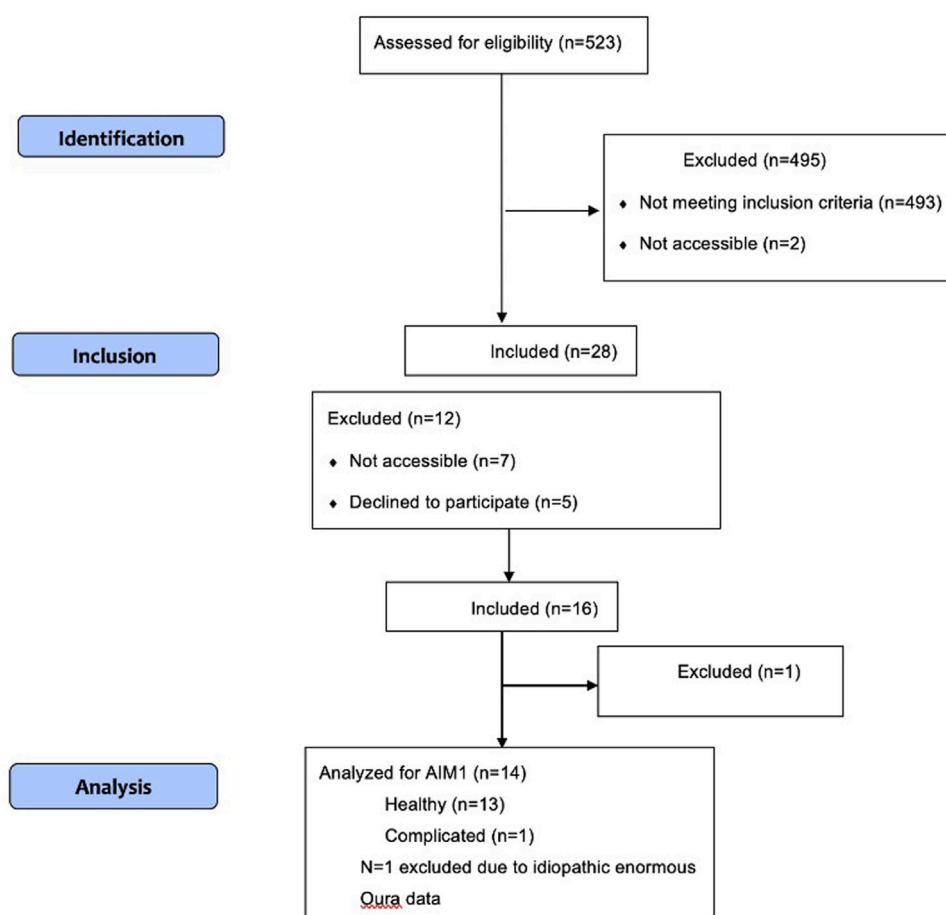 Assessed for eligibility (n=523)
Identification
Excluded (n=495)
♦ Not meeting inclusion criteria (n=493)
♦ Not accessible (n=2)
Inclusion
Included (n=28)
Excluded (n=12)
♦ Not accessible (n=7)
♦ Declined to participate (n=5)
Included (n=16)
Excluded (n=1)
Analysis
Analyzed for AIM1 (n=14)
Healthy (n=13)
Complicated (n=1)
N=1 excluded due to idiopathic enormous
Oura data